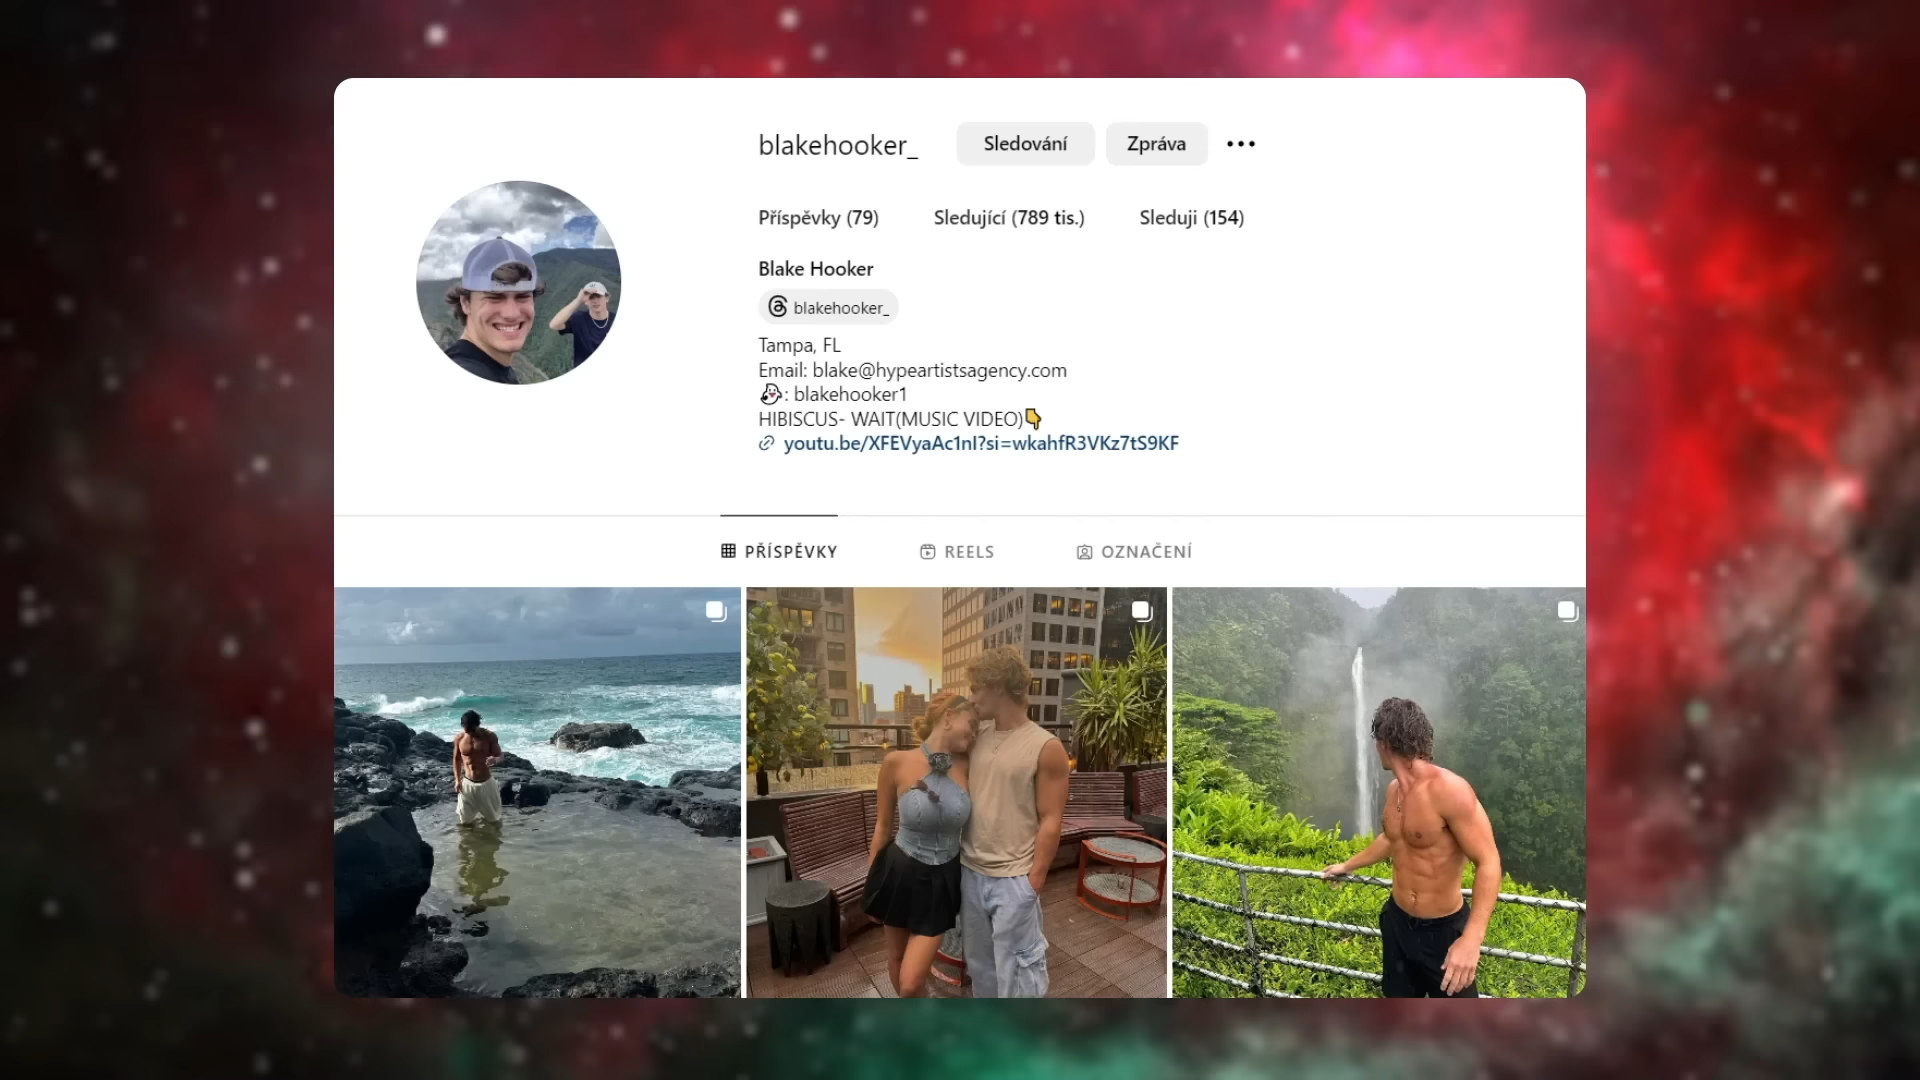 blakehooker_ Sledování Zpráva
Příspěvky (79) Sledující (789 tis.) Sleduji (154)
Blake Hooker
blakehooker_
Tampa, FL
Email: blake@hypeartistsagency.com
👻: blakehooker1
HIBISCUS- WAIT(MUSIC VIDEO)👇
youtu.be/XFEVyaAc1nI?si=wkahfR3VKz7tS9KF
PŘÍSPĚVKY REELS OZNAČENÍ